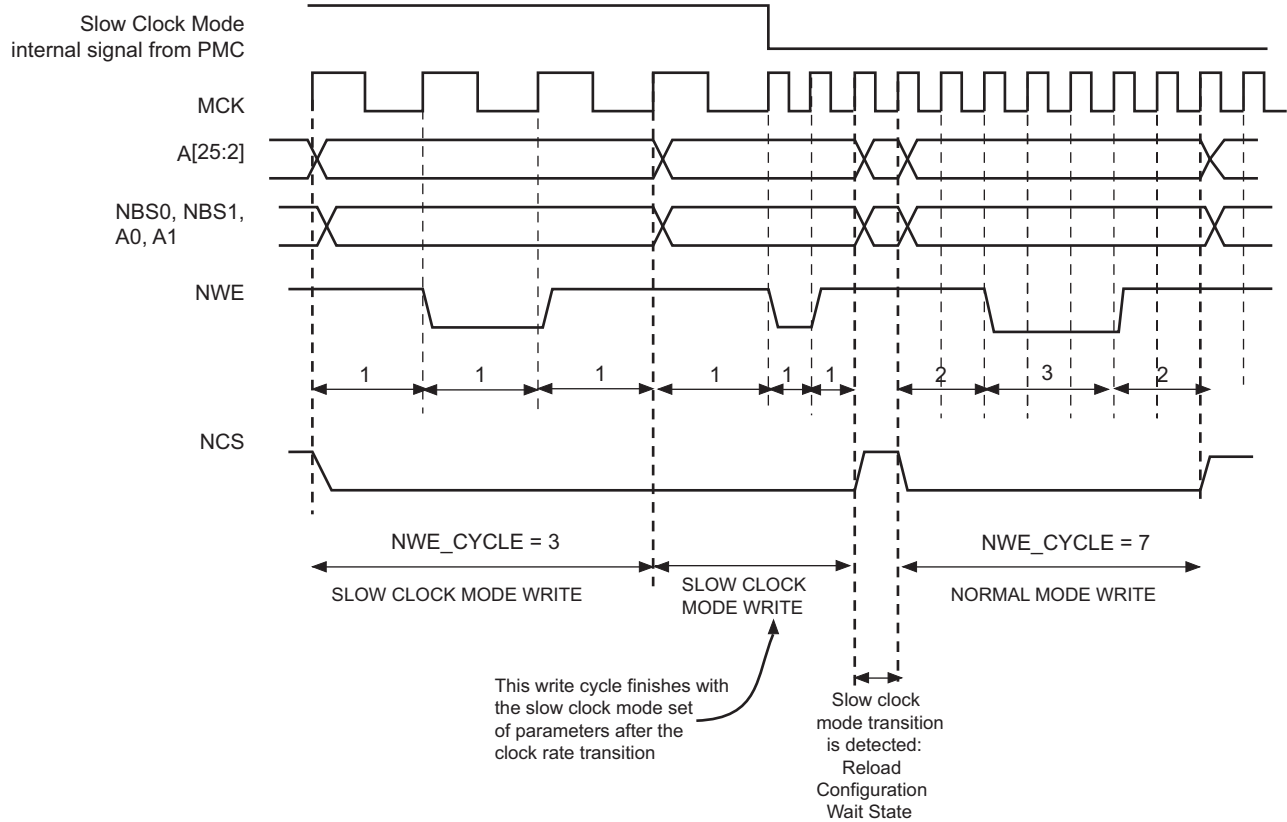 Slow Clock Mode
internal signal from PMC
MCK
A[25:2]
NBS0, NBS1,
A0, A1
NWE
1 1 1 1 1 1 2 3 2
NCS
NWE_CYCLE = 3
NWE_CYCLE = 7
SLOW CLOCK MODE WRITE
SLOW CLOCK
MODE WRITE
NORMAL MODE WRITE
This write cycle finishes with
the slow clock mode set
of parameters after the
clock rate transition
Slow clock
mode transition
is detected:
Reload
Configuration
Wait State